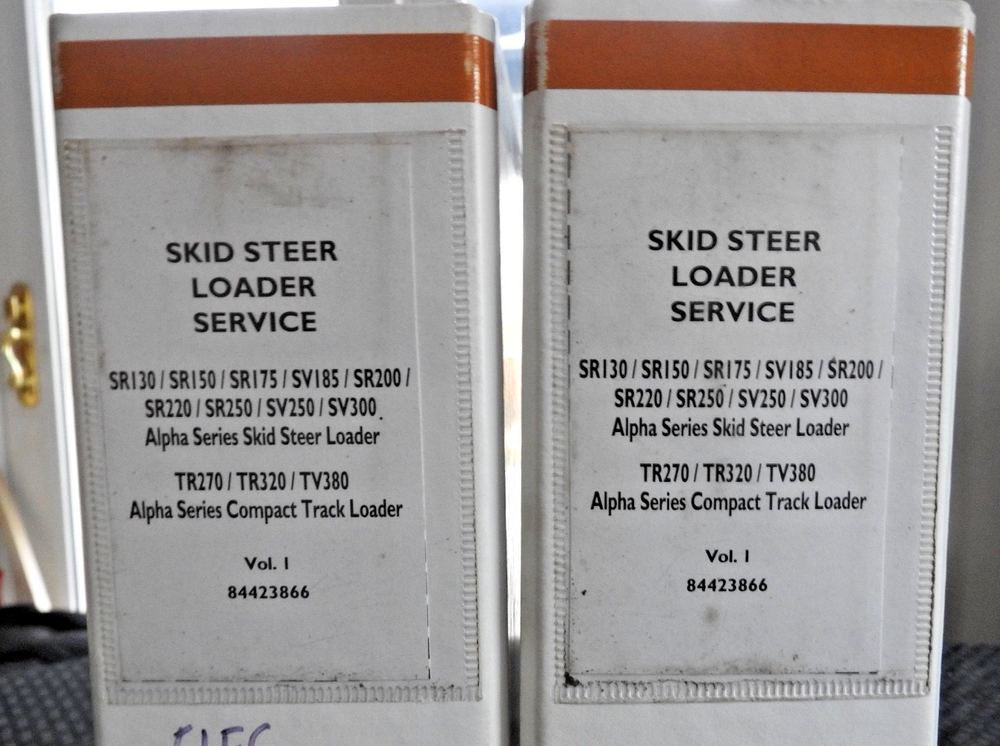 SKID STEER
LOADER
SERVICE
SR130 / SR150 / SR175 / SV185 / SR200 /
SR220 / SR250 / SV250 / SV300
Alpha Series Skid Steer Loader
TR270 / TR320 / TV380
Alpha Series Compact Track Loader
Vol. 1
84423866
SKID STEER
LOADER
SERVICE
SR130 / SR150 / SR175 / SV185 / SR200 /
SR220 / SR250 / SV250 / SV300
Alpha Series Skid Steer Loader
TR270 / TR320 / TV380
Alpha Series Compact Track Loader
Vol. 1
84423866